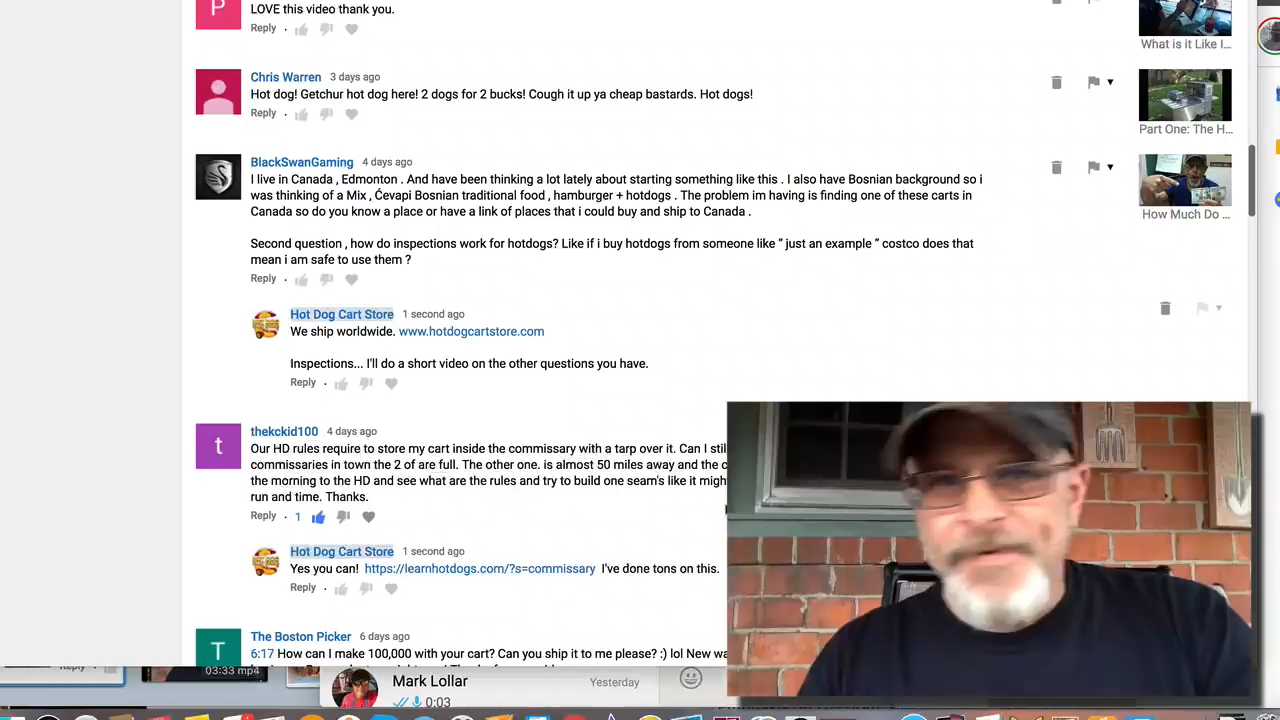 LOVE this video thank you.
Reply
What is it Like I...
Chris Warren 3 days ago
Hot dog! Getchur hot dog here! 2 dogs for 2 bucks! Cough it up ya cheap bastards. Hot dogs!
Reply
Part One: The H...
BlackSwanGaming 4 days ago
I live in Canada , Edmonton . And have been thinking a lot lately about starting something like this . I also have Bosnian background so i
was thinking of a Mix , Ćevapi Bosnian traditional food , hamburger + hotdogs . The problem im having is finding one of these carts in
Canada so do you know a place or have a link of places that i could buy and ship to Canada .
How Much Do ...
Second question , how do inspections work for hotdogs? Like if i buy hotdogs from someone like “ just an example “ costco does that
mean i am safe to use them ?
Reply
Hot Dog Cart Store 1 second ago
We ship worldwide. www.hotdogcartstore.com
Inspections... I'll do a short video on the other questions you have.
Reply
thekckid100 4 days ago
Our HD rules require to store my cart inside the commissary with a tarp over it. Can I stil
commissaries in town the 2 of are full. The other one. is almost 50 miles away and the c
the morning to the HD and see what are the rules and try to build one seam's like it migh
run and time. Thanks.
Reply 1
Hot Dog Cart Store 1 second ago
Yes you can! https://learnhotdogs.com/?s=commissary I've done tons on this.
Reply
The Boston Picker 6 days ago
6:17 How can I make 100,000 with your cart? Can you ship it to me please? :) lol New wa
03:33 mp4
Mark Lollar Yesterday
0:03